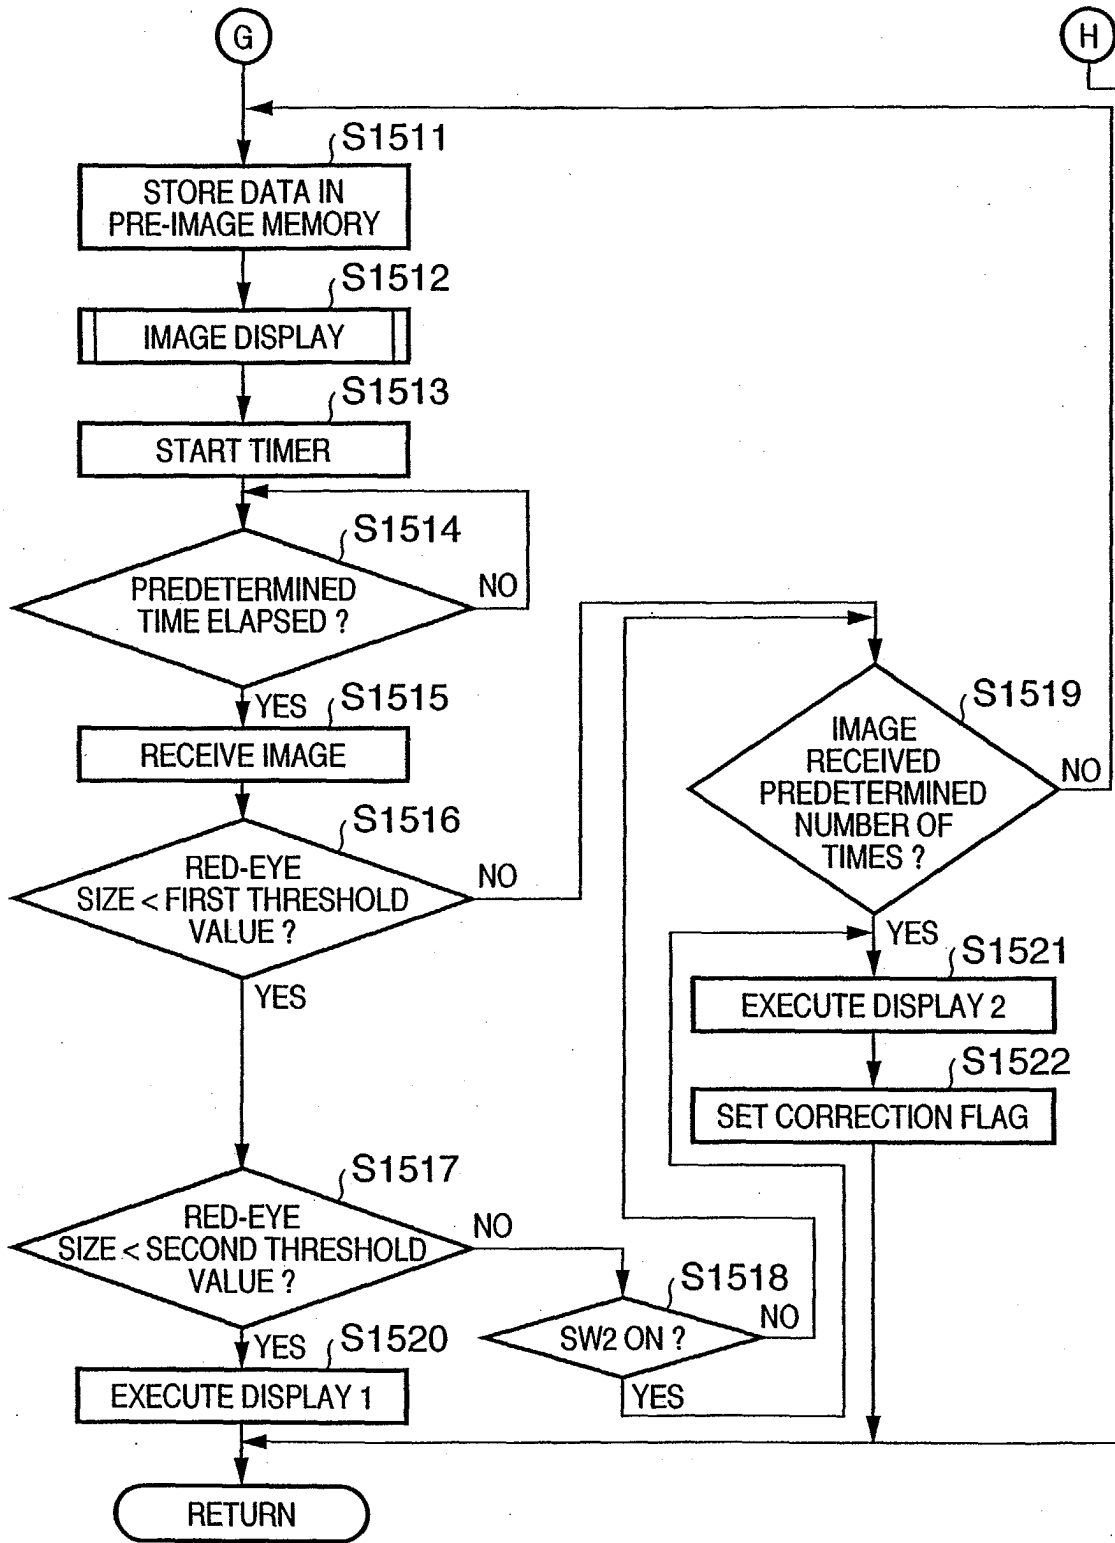 G
H
S1511
STORE DATA IN
PRE-IMAGE MEMORY
S1512
IMAGE DISPLAY
S1513
START TIMER
S1514
PREDETERMINED
TIME ELAPSED ?
NO
YES
S1515
RECEIVE IMAGE
S1516
RED-EYE
SIZE < FIRST THRESHOLD
VALUE ?
NO
YES
S1517
RED-EYE
SIZE < SECOND THRESHOLD
VALUE ?
NO
YES
S1518
SW2 ON ?
NO
YES
S1519
IMAGE
RECEIVED
PREDETERMINED
NUMBER OF
TIMES ?
NO
YES
S1521
EXECUTE DISPLAY 2
S1522
SET CORRECTION FLAG
S1520
EXECUTE DISPLAY 1
RETURN